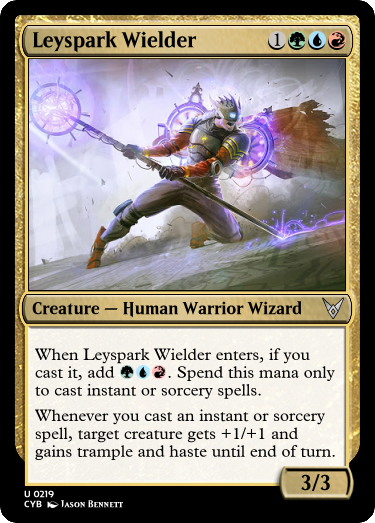 Leyspark Wielder 1
Creature — Human Warrior Wizard
When Leyspark Wielder enters, if you
cast it, add . Spend this mana only
to cast instant or sorcery spells.
Whenever you cast an instant or sorcery
spell, target creature gets +1/+1 and
gains trample and haste until end of turn.
3/3
U 0219
CYB Jason Bennett